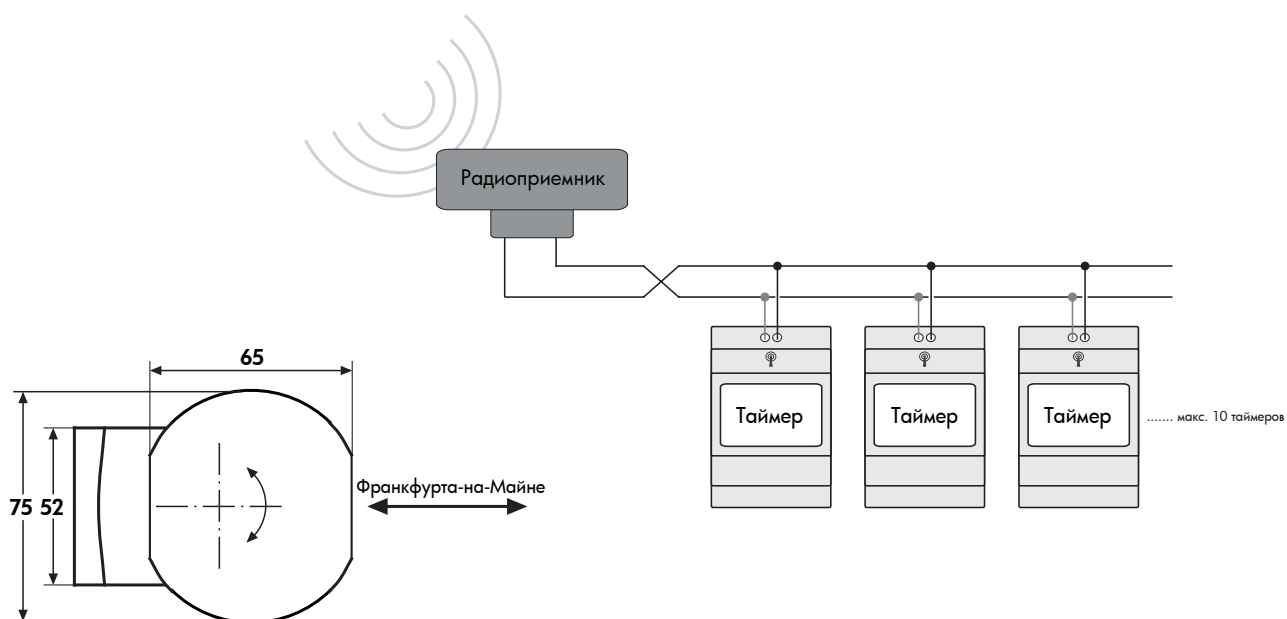 Радиоприемник
65
Таймер
Таймер
Таймер
....... макс. 10 таймеров
Франкфурта-на-Майне
75
52